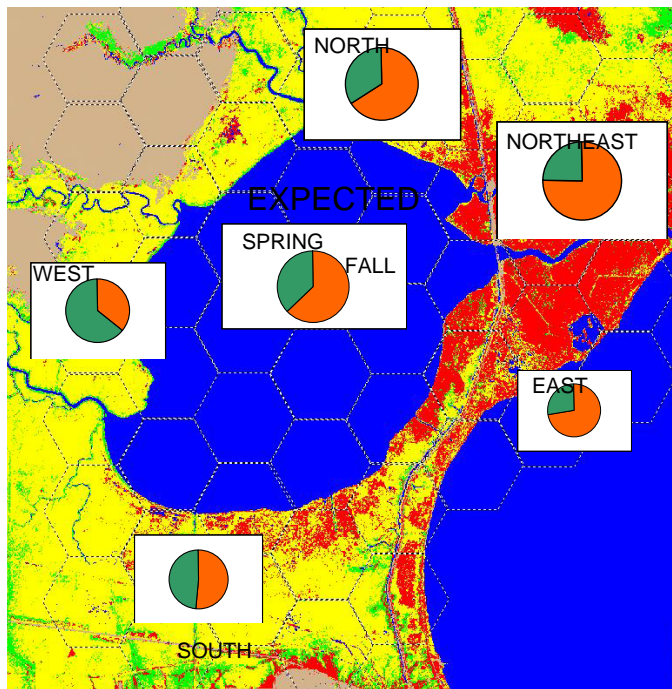 NORTH
NORTHEAST
EXPECTED
SPRING
FALL
WEST
EAST
SOUTH